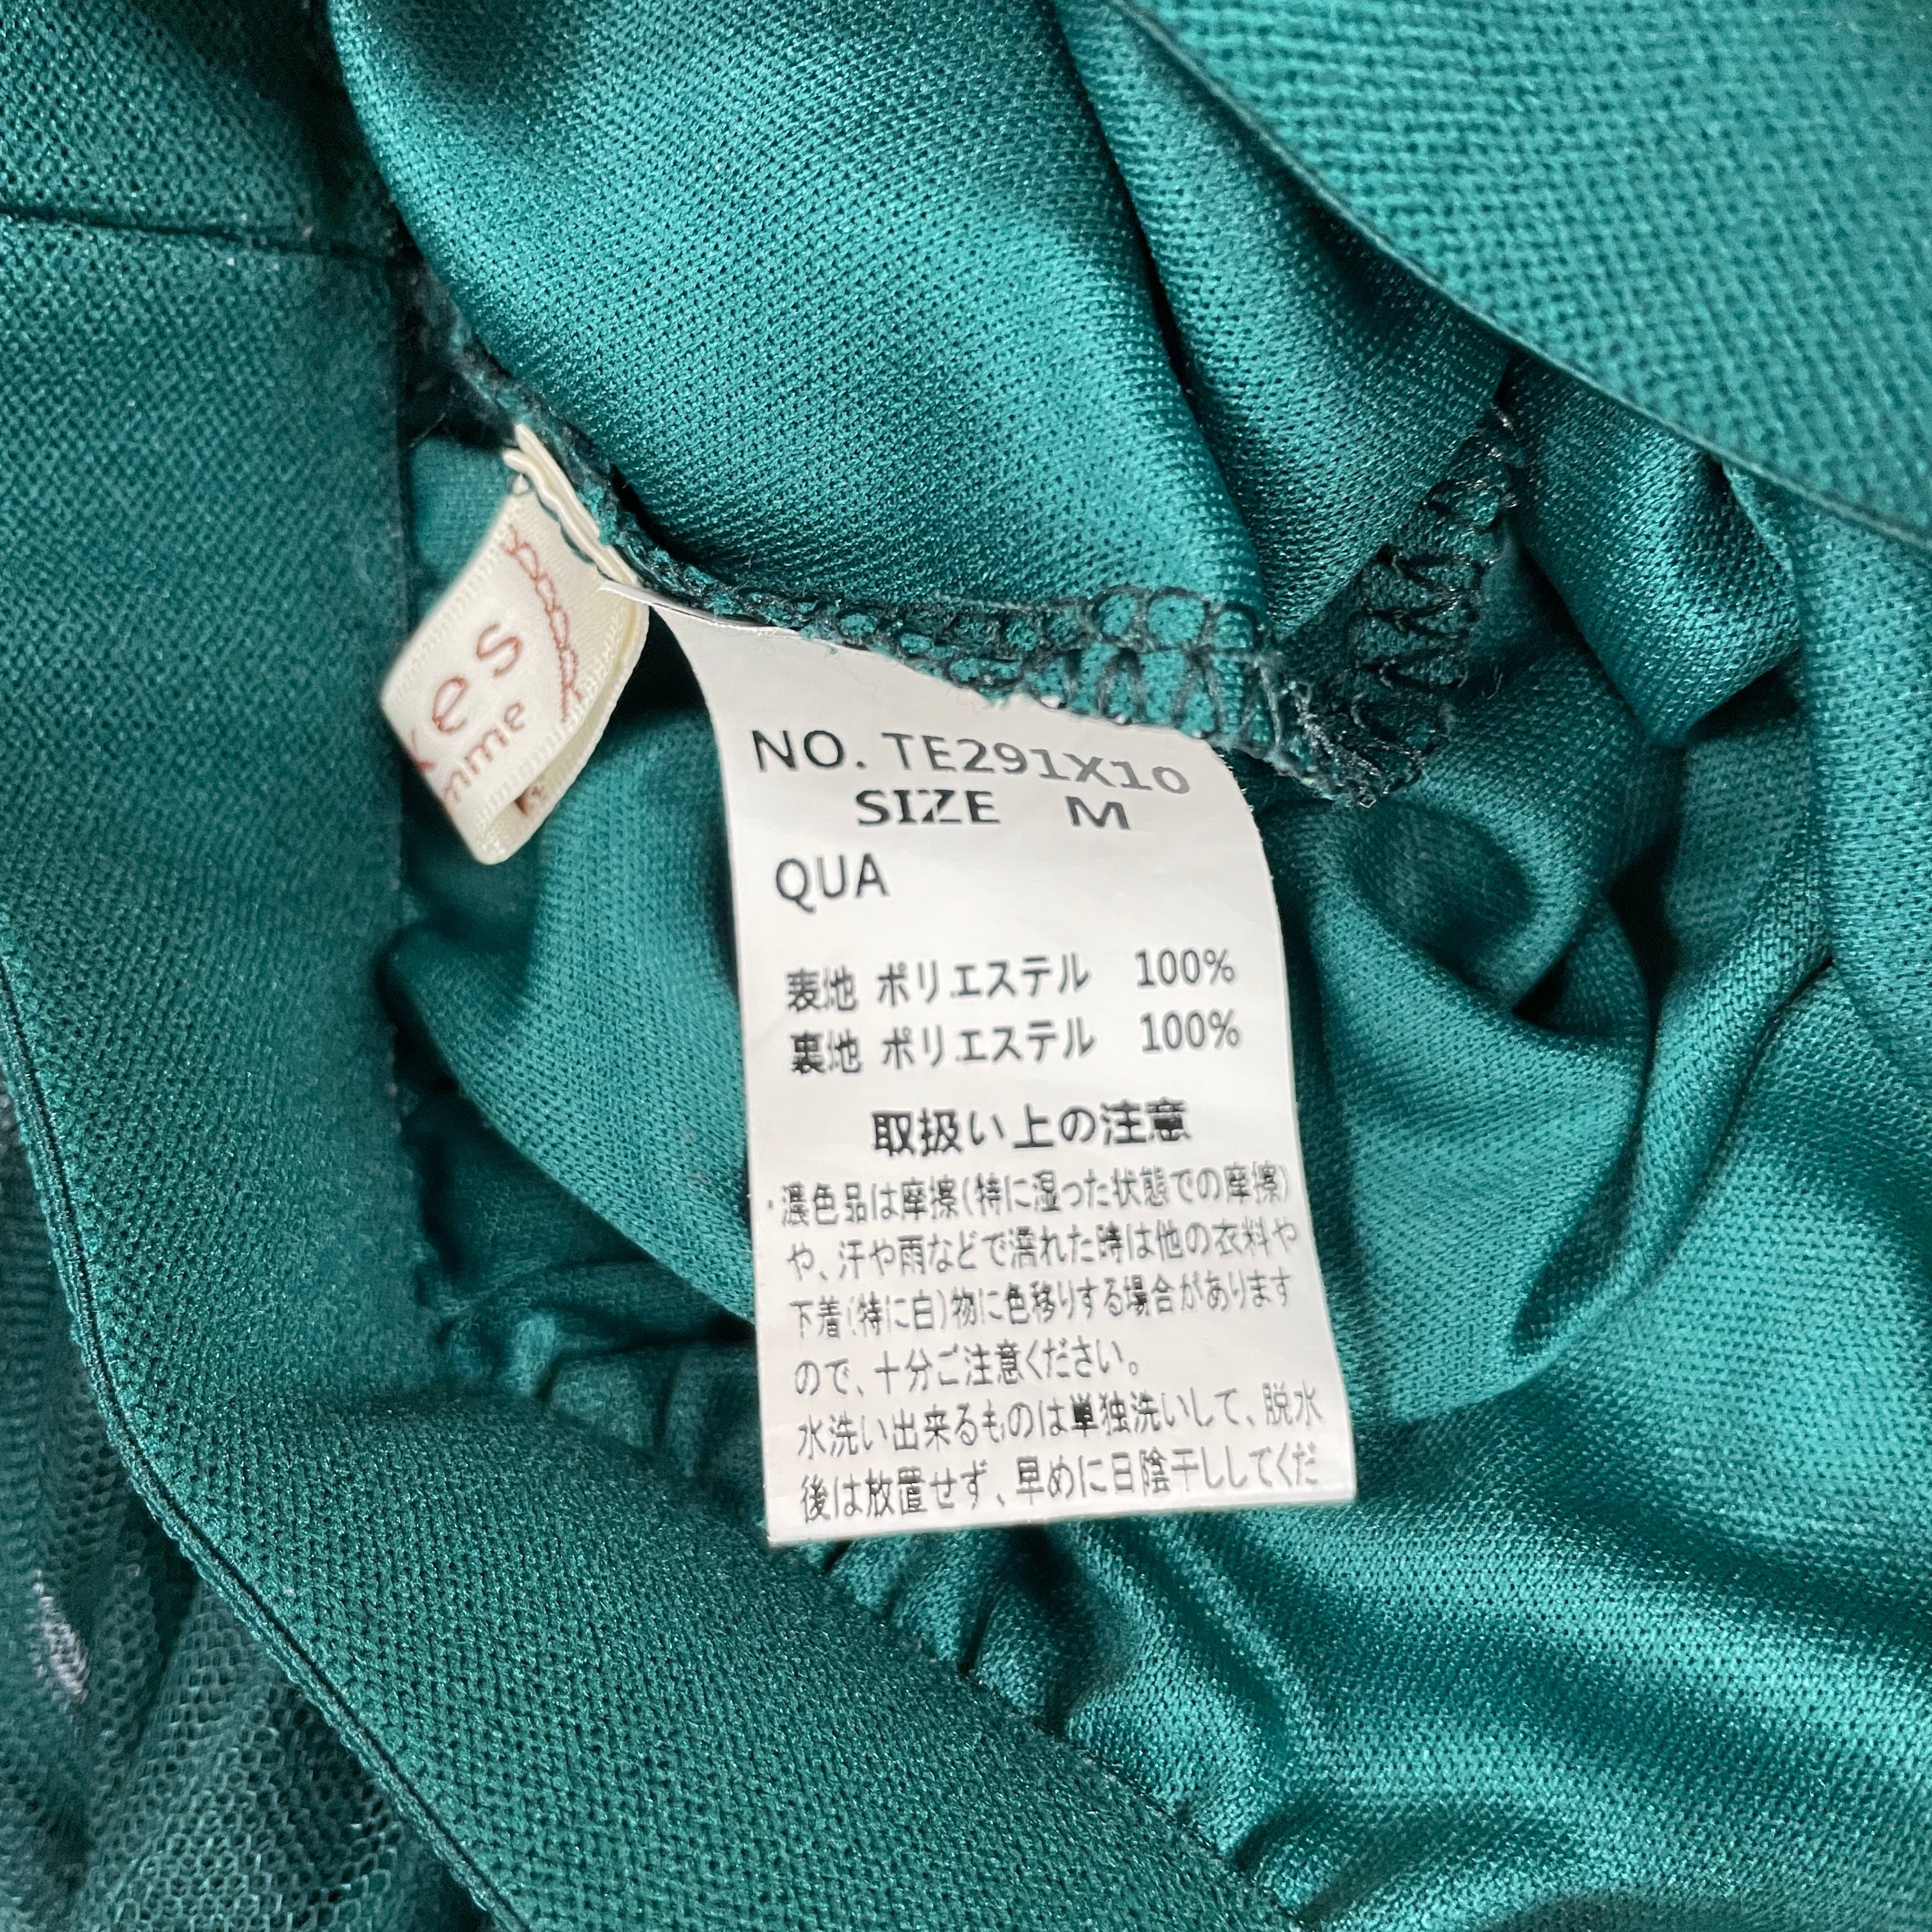 es
mme
NO. TE291X10
SIZE M
QUA
表地 ポリエステル 100%
裏地 ポリエステル 100%
取扱い上の注意
・濃色品は摩擦(特に湿った状態での摩擦)
や、汗や雨などで濡れた時は他の衣料や
下着(特に白)物に色移りする場合があります
ので、十分ご注意ください。
水洗い出来るものは単独洗いして、脱水
後は放置せず、早めに日陰干ししてくだ